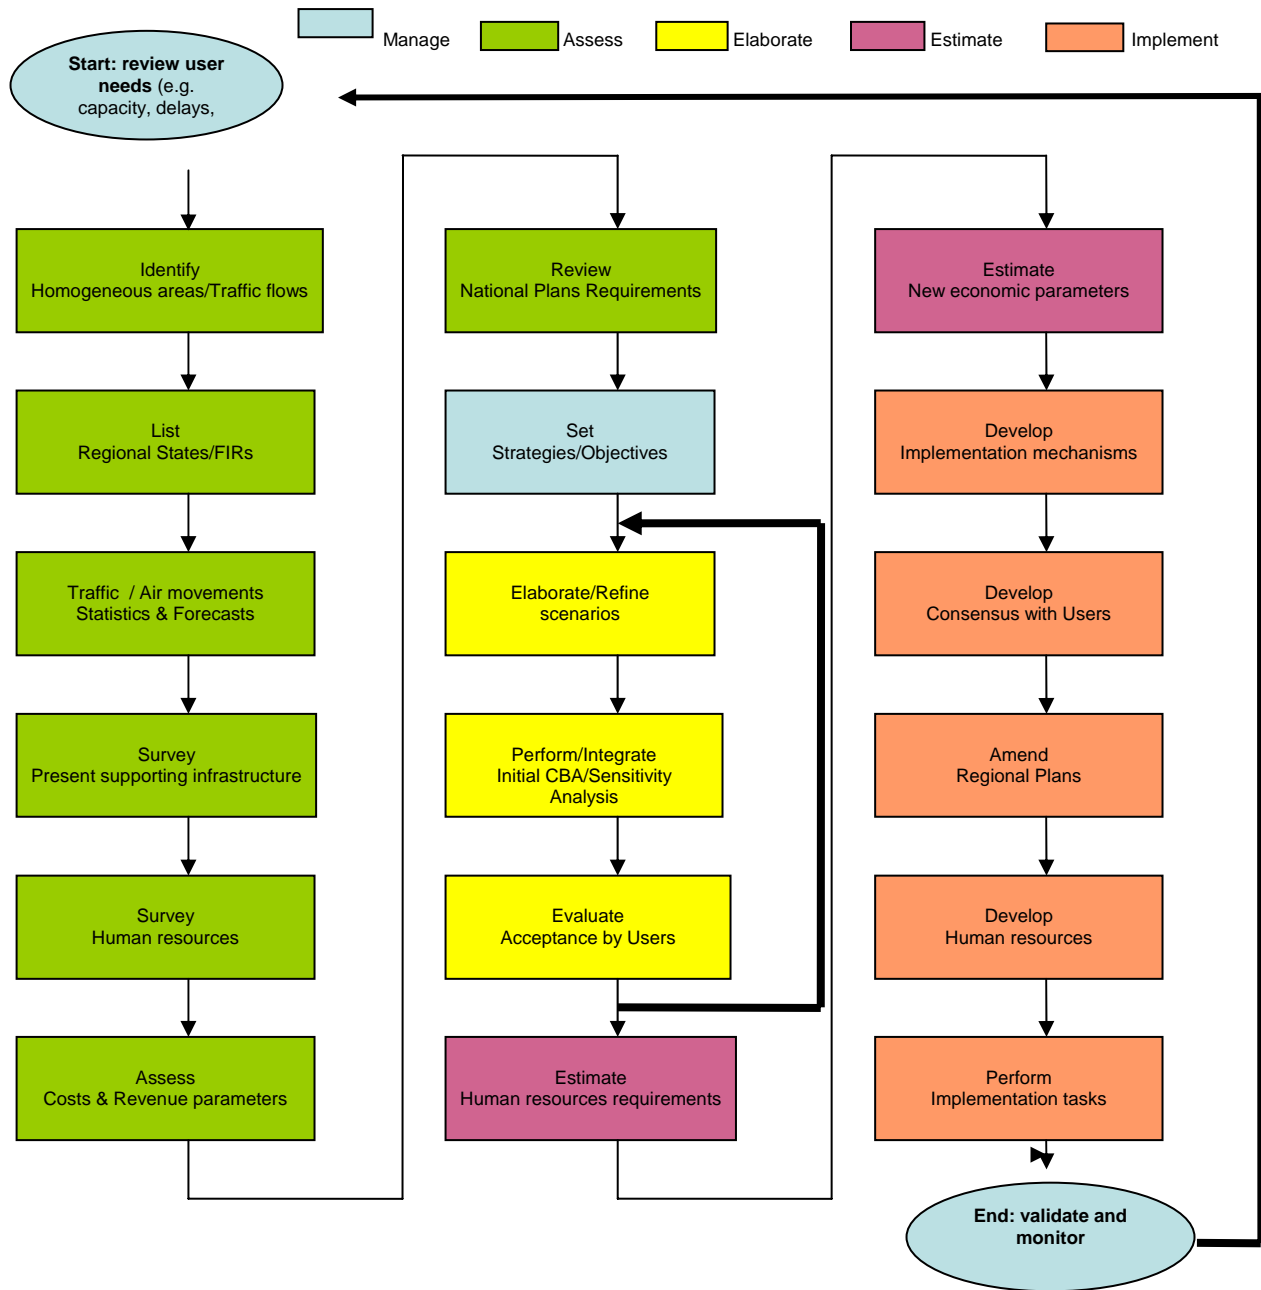 Manage
Assess
Elaborate
Estimate
Implement
Start: review user
needs (e.g.
capacity, delays,
Identify
Homogeneous areas/Traffic flows
List
Regional States/FIRs
Traffic / Air movements
Statistics & Forecasts
Survey
Present supporting infrastructure
Survey
Human resources
Assess
Costs & Revenue parameters
Review
National Plans Requirements
Set
Strategies/Objectives
Elaborate/Refine
scenarios
Perform/Integrate
Initial CBA/Sensitivity
Analysis
Evaluate
Acceptance by Users
Estimate
Human resources requirements
Estimate
New economic parameters
Develop
Implementation mechanisms
Develop
Consensus with Users
Amend
Regional Plans
Develop
Human resources
Perform
Implementation tasks
End: validate and
monitor